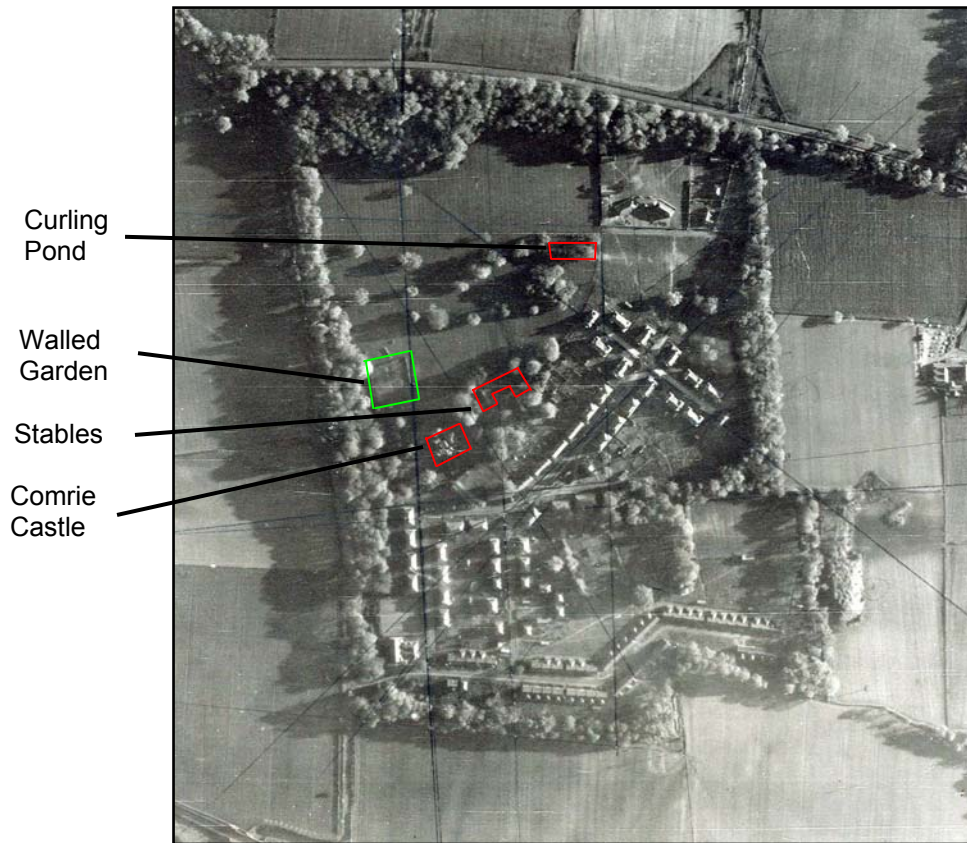 Curling
Pond
Walled
Garden
Stables
Comrie
Castle